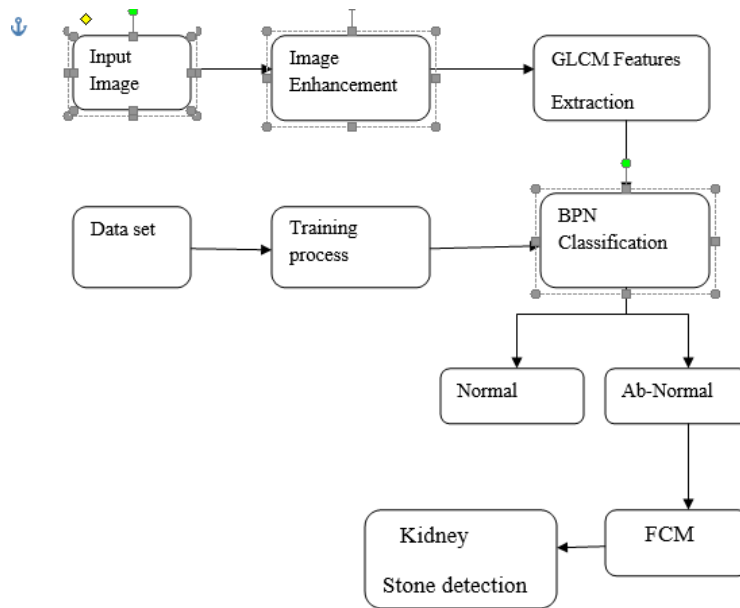 Input
Image
Image
Enhancement
GLCM Features
Extraction
Data set
Training
process
BPN
Classification
Normal
Ab-Normal
FCM
Kidney
Stone detection